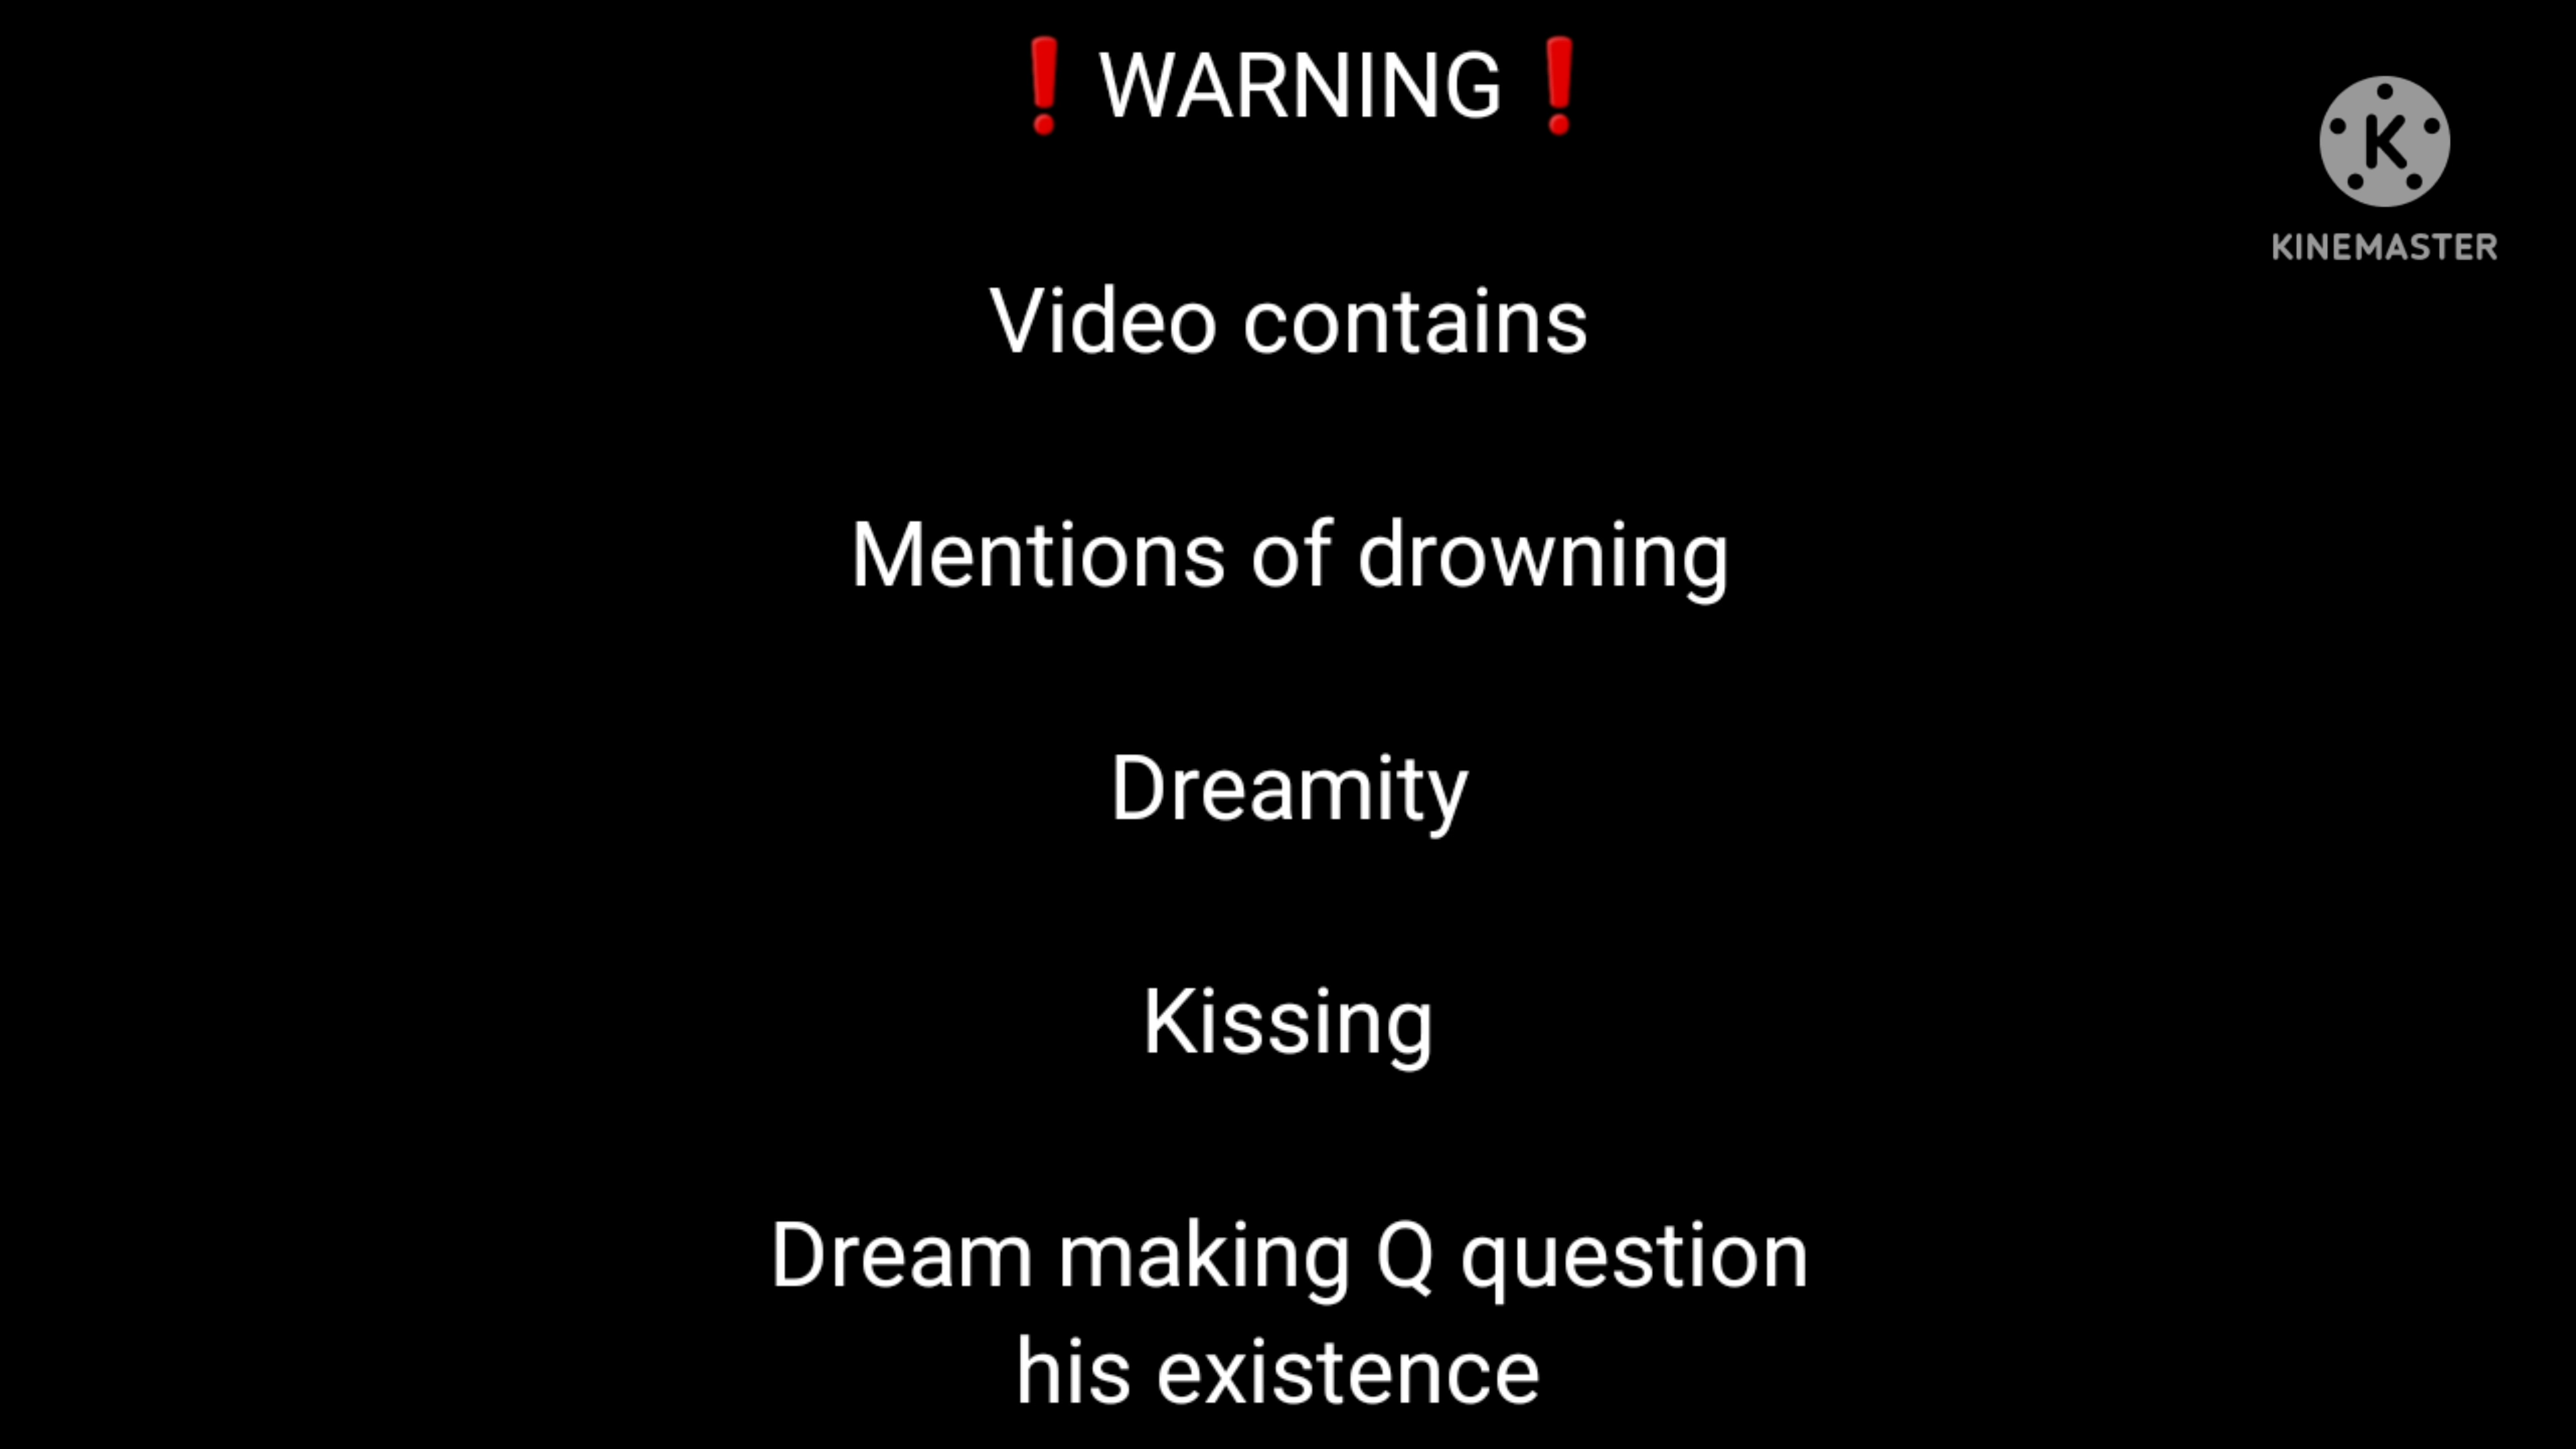 ❗WARNING❗
K
KINEMASTER
Video contains
Mentions of drowning
Dreamity
Kissing
Dream making Q question
his existence